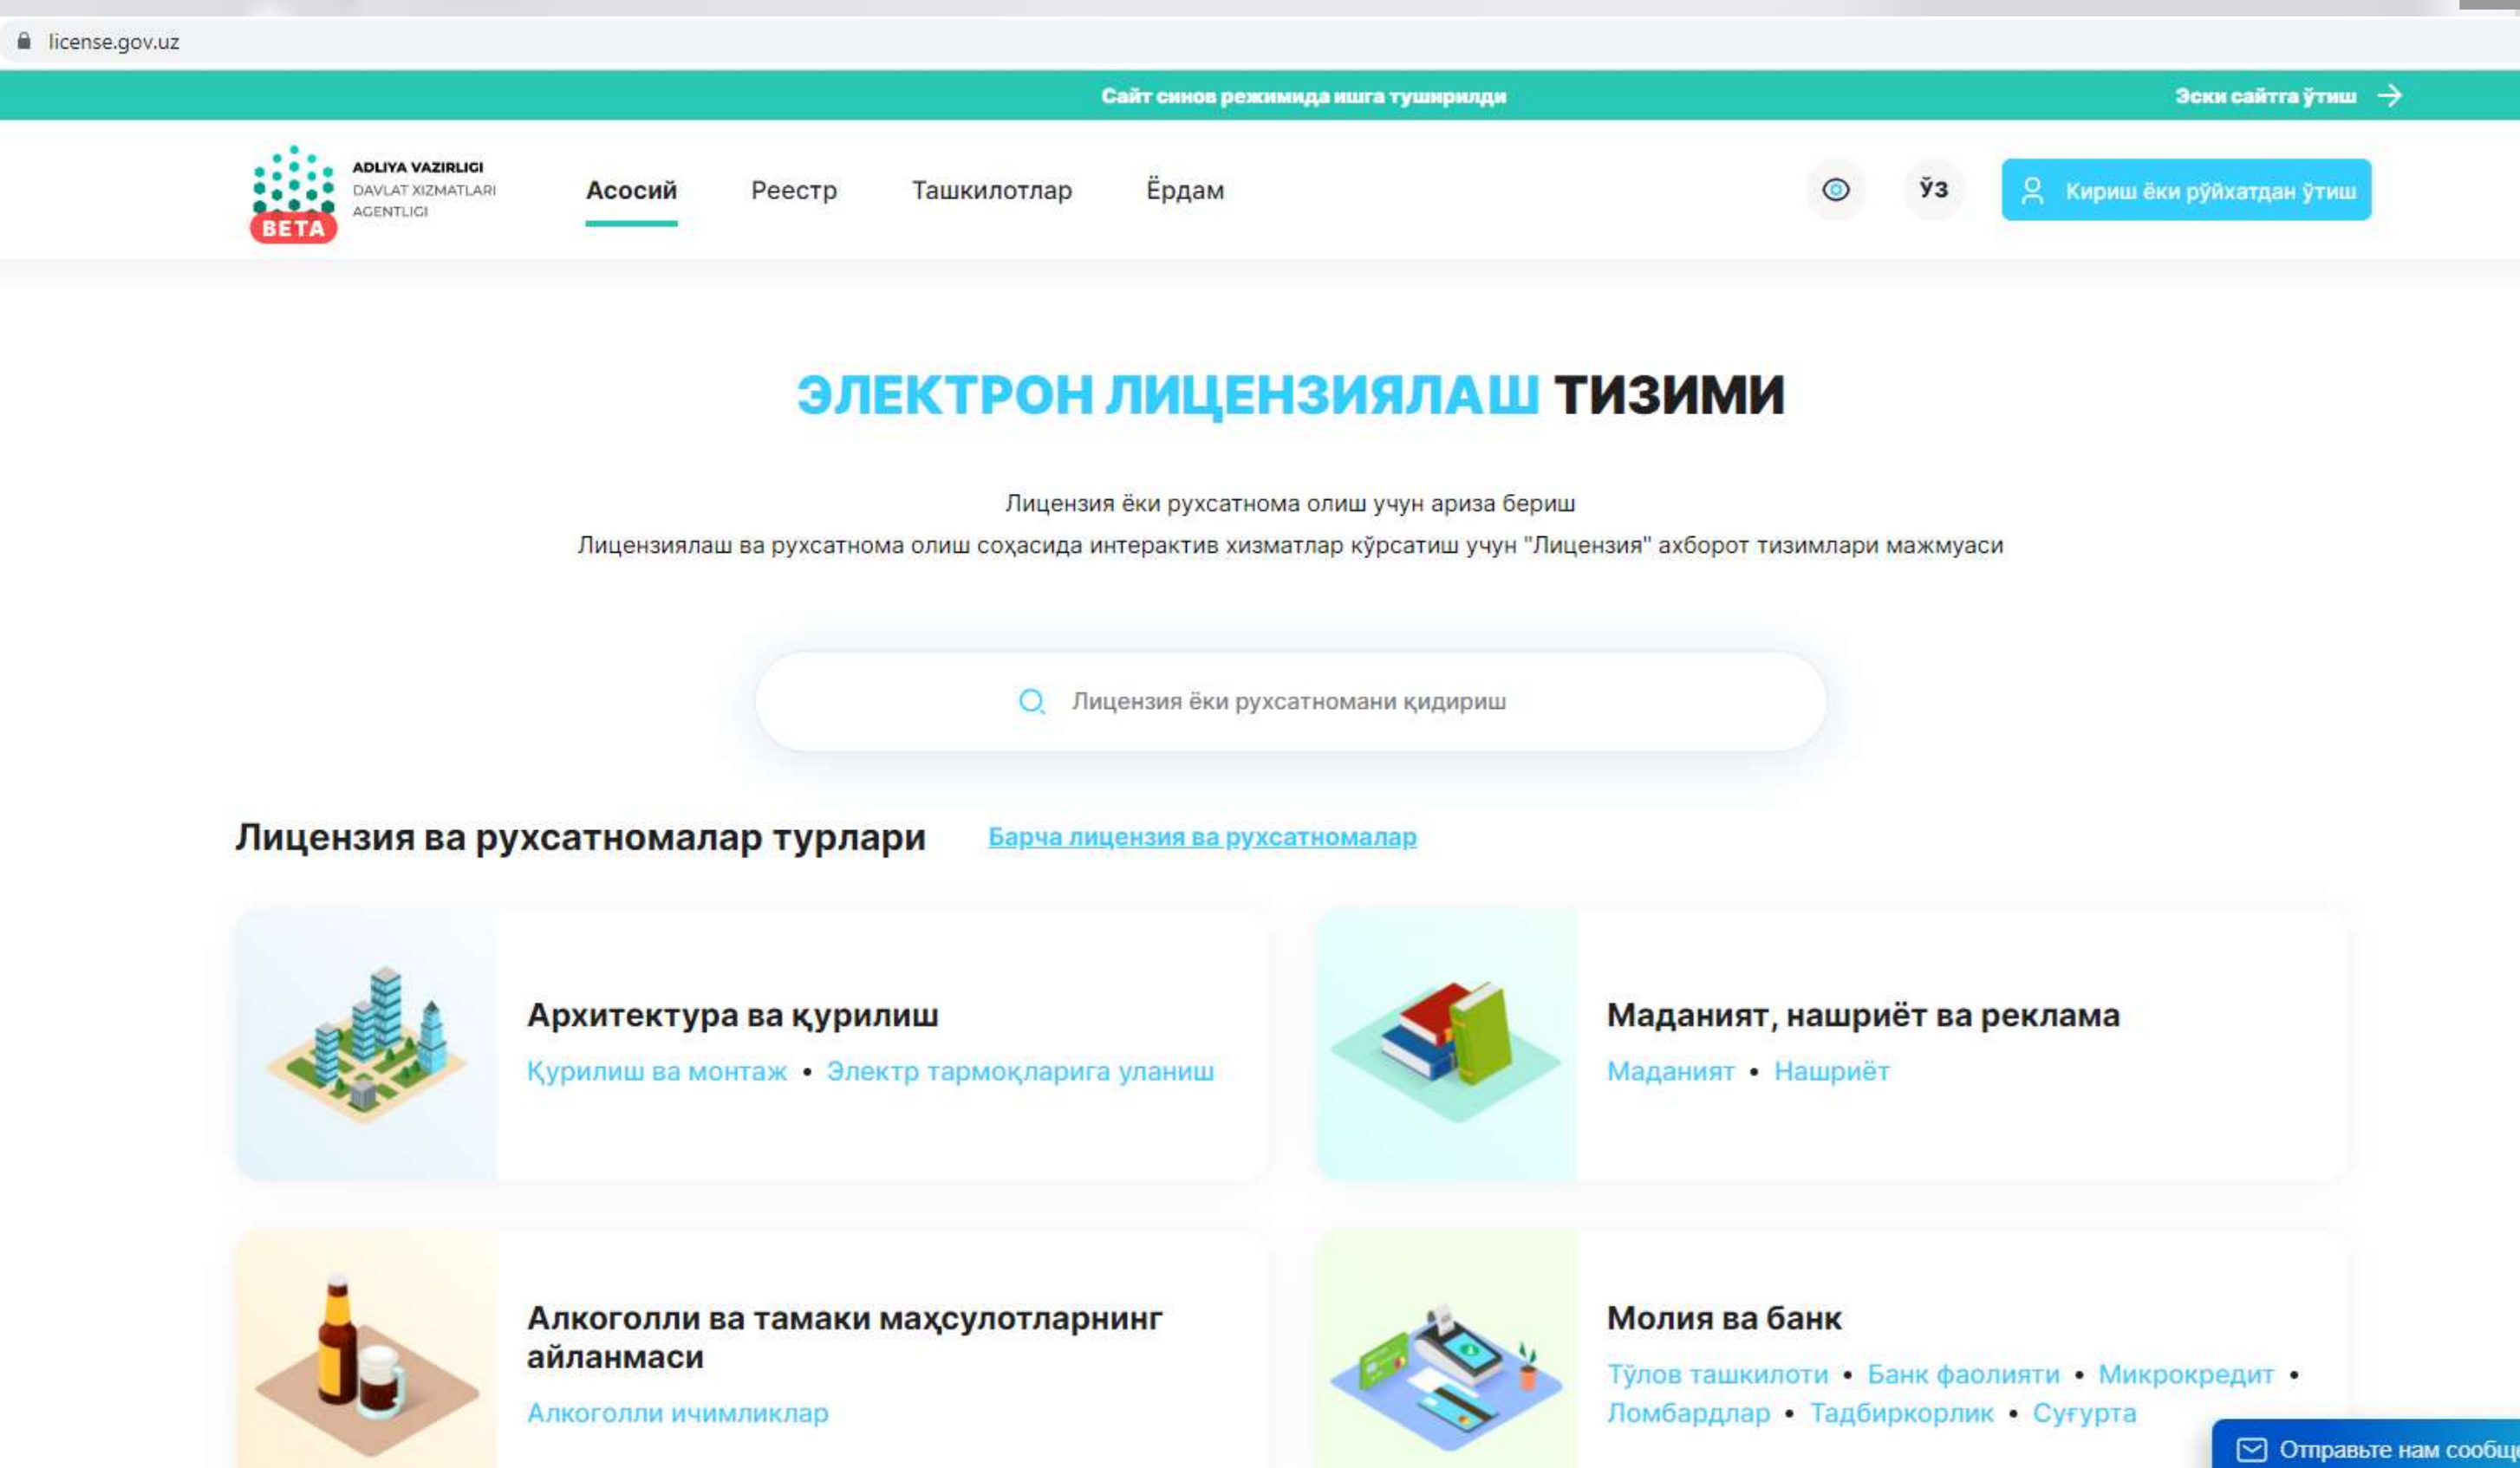 license.gov.uz
Сайт синов режимида ишга туширилди
Эски сайтга ўтиш
ADLIYA VAZIRLIGI
DAVLAT XIZMATLARI
AGENTLIGI
BETA
Асосий
Реестр
Ташкилотлар
Ёрдам
ЎЗ
Кириш ёки рўйхатдан ўтиш
ЭЛЕКТРОН ЛИЦЕНЗИЯЛАШ ТИЗИМИ
Лицензия ёки рухсатнома олиш учун ариза бериш
Лицензиялаш ва рухсатнома олиш соҳасида интерактив хизматлар кўрсатиш учун "Лицензия" ахборот тизимлари мажмуаси
Лицензия ёки рухсатномани қидириш
Лицензия ва рухсатномалар турлари
Барча лицензия ва рухсатномалар
Архитектура ва қурилиш
Қурилиш ва монтаж • Электр тармоқларига уланиш
Маданият, нашриёт ва реклама
Маданият • Нашриёт
Алкоголли ва тамаки маҳсулотларнинг
айланмаси
Алкоголли ичимликлар
Молия ва банк
Тўлов ташкилоти • Банк фаолияти • Микрокредит •
Ломбардлар • Тадбиркорлик • Суғурта
Отправьте нам сообще